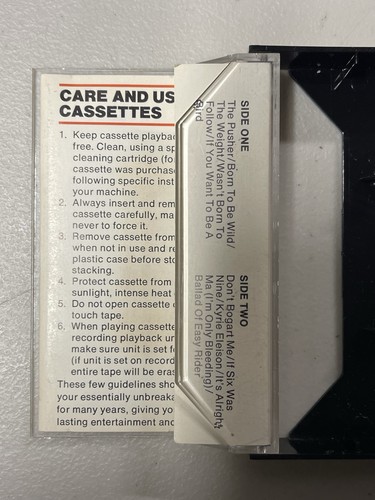 CARE AND US
CASSETTES
1. Keep cassette playba
free. Clean, using a sp
cleaning cartridge (fo
cassette was purchas
following specific inst
your machine.
2. Always insert and rem
cassette carefully, ma
never to force it.
3. Remove cassette from
when not in use and re
plastic case before sto
stacking.
4. Protect cassette from
sunlight, intense heat
5. Do not open cassette
touch tape.
6. When playing cassette
recording playback un
make sure unit is set f
(if unit is set on record
entire tape will be eras
These few guidelines sho
your essentially unbreaka
for many years, giving yo
lasting entertainment and
SIDE ONE
The Pusher/Born To Be Wild/
The Weight/Wasn't Born To
Follow/If You Want To Be A
Bird
SIDE TWO
Don't Bogart Me/If Six Was
Nine/Kyrie Eleison/It's Alright
Ma (I'm Only Bleeding)/
Ballad Of Easy Rider